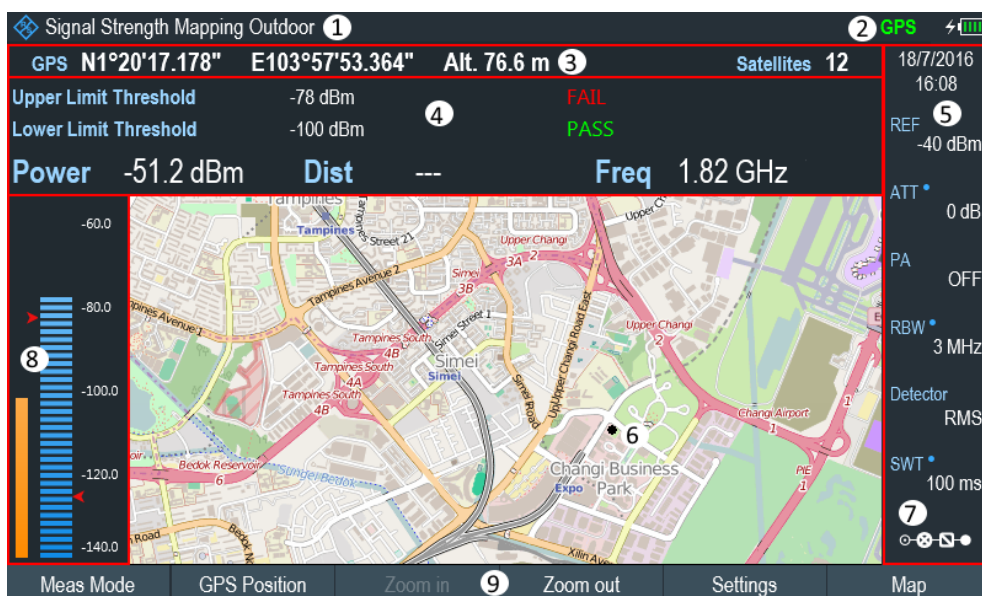 Signal Strength Mapping Outdoor 1
2 GPS
GPS N1°20'17.178" E103°57'53.364" Alt. 76.6 m 3 Satellites 12
18/7/2016
16:08
Upper Limit Threshold -78 dBm FAIL
Lower Limit Threshold -100 dBm 4 PASS
Power -51.2 dBm Dist --- Freq 1.82 GHz
5
REF
-40 dBm
ATT
0 dB
PA
OFF
RBW
3 MHz
Detector
RMS
SWT
100 ms
7
-60.0
-80.0
8
-100.0
-120.0
-140.0
Tampines
Tampines
Tampines Street 21
Upper Changi
Tampines Avenue 2
Simei
3B
3A 2
Simei Street 1
Tampines South
4B
Simei
Simei
Tampines South
4A
Tampines South
4B
Upper Changi Road East
Upper Changi
2
Simei Road
Changi Airport
1
1
6
Changi Business
Park
Expo
PIE
1
Bedok Reservoir
6
Sungei Bedok
Xilin Ave
Meas Mode GPS Position Zoom in 9 Zoom out Settings Map